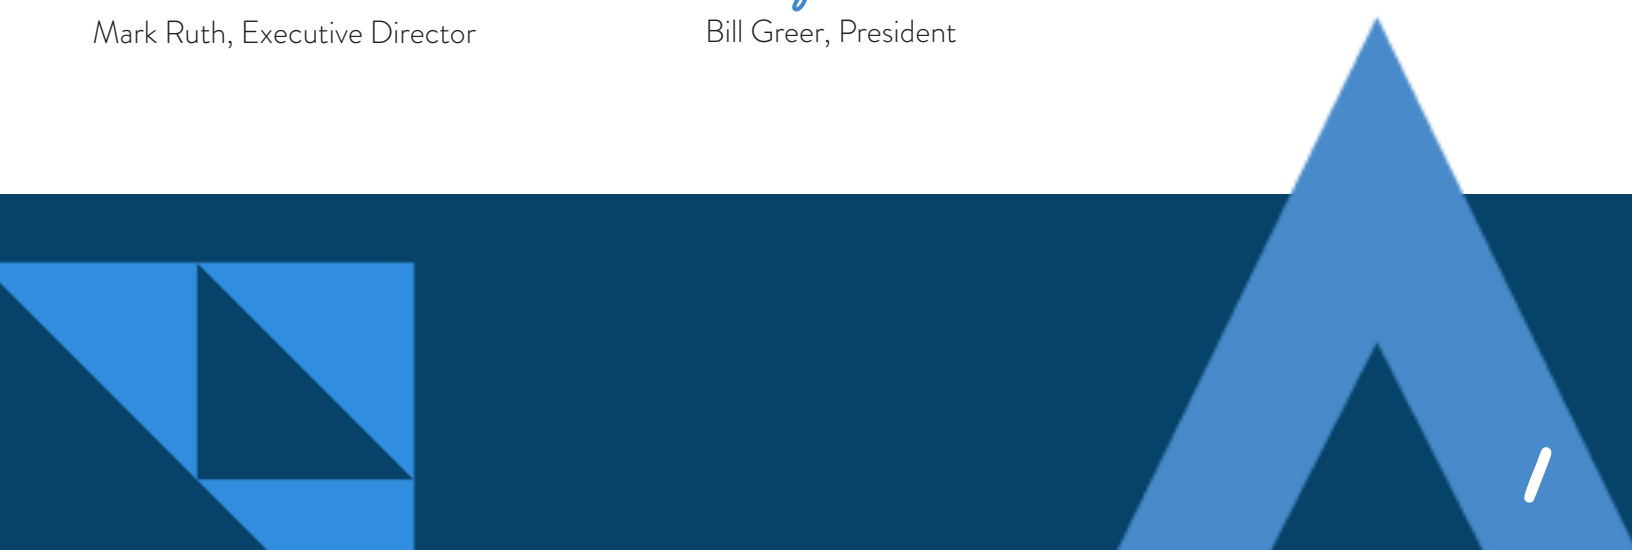 Mark Ruth, Executive Director
Bill Greer, President